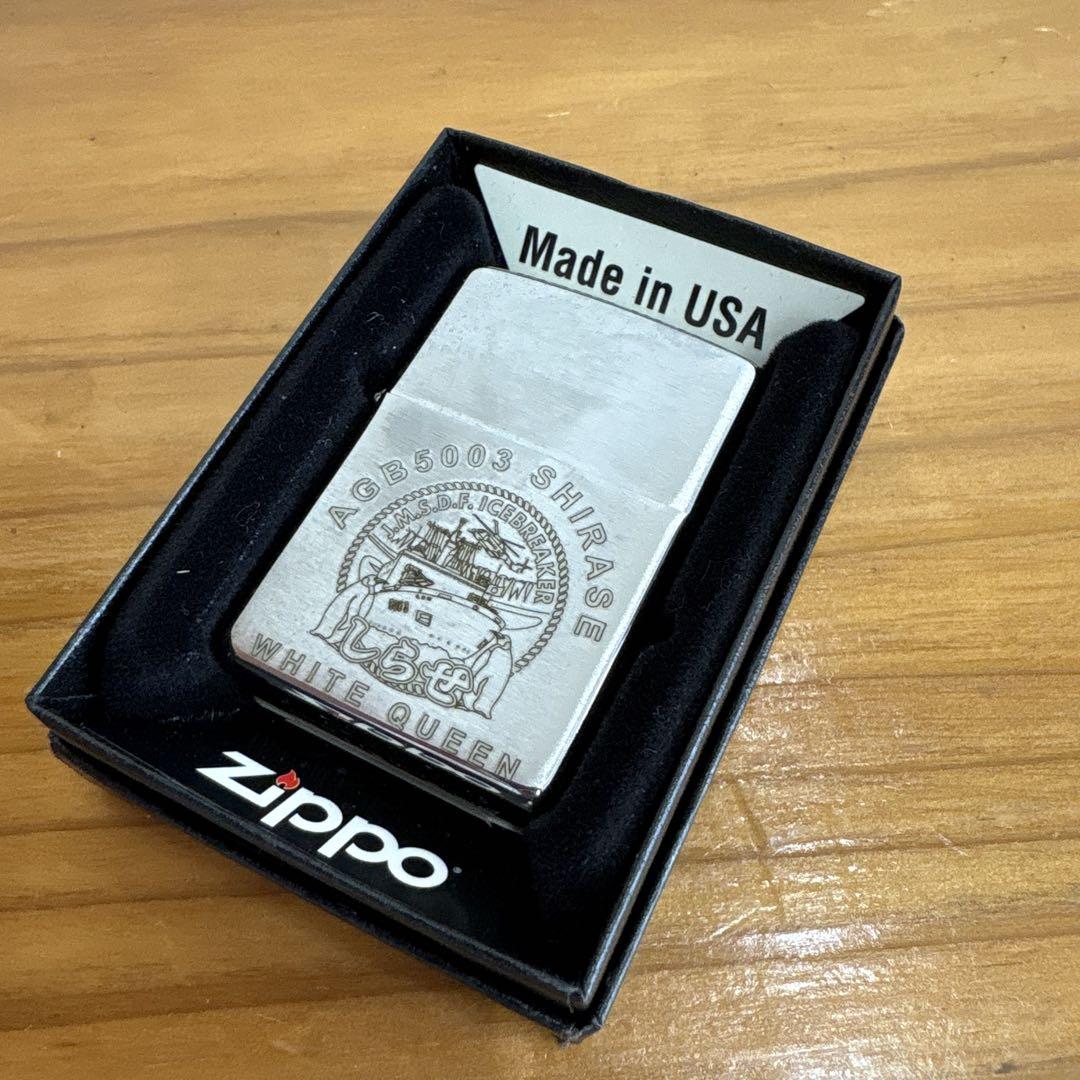 Made in USA
AGB5003 SHIRASE
J.M.S.D.F. ICEBREAKER
しらせ
WHITE QUEEN
zippo